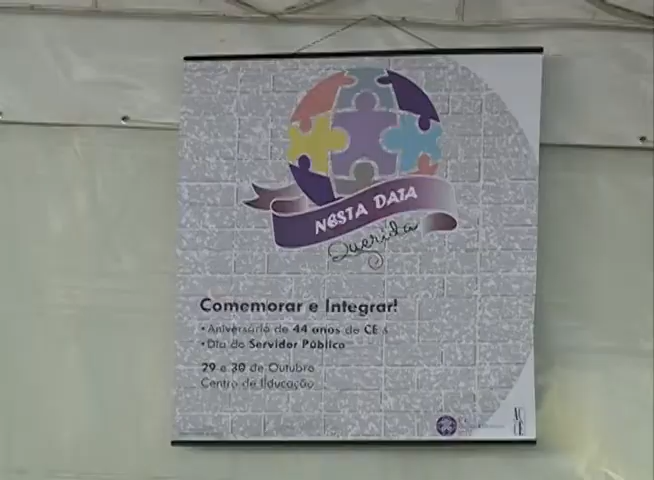 NESTA DATA
Querida
Comemorar e Integrar!
• Aniversário de 44 anos do CE
• Dia do Servidor Público
29 e 30 de Outubro
Centro de Educação